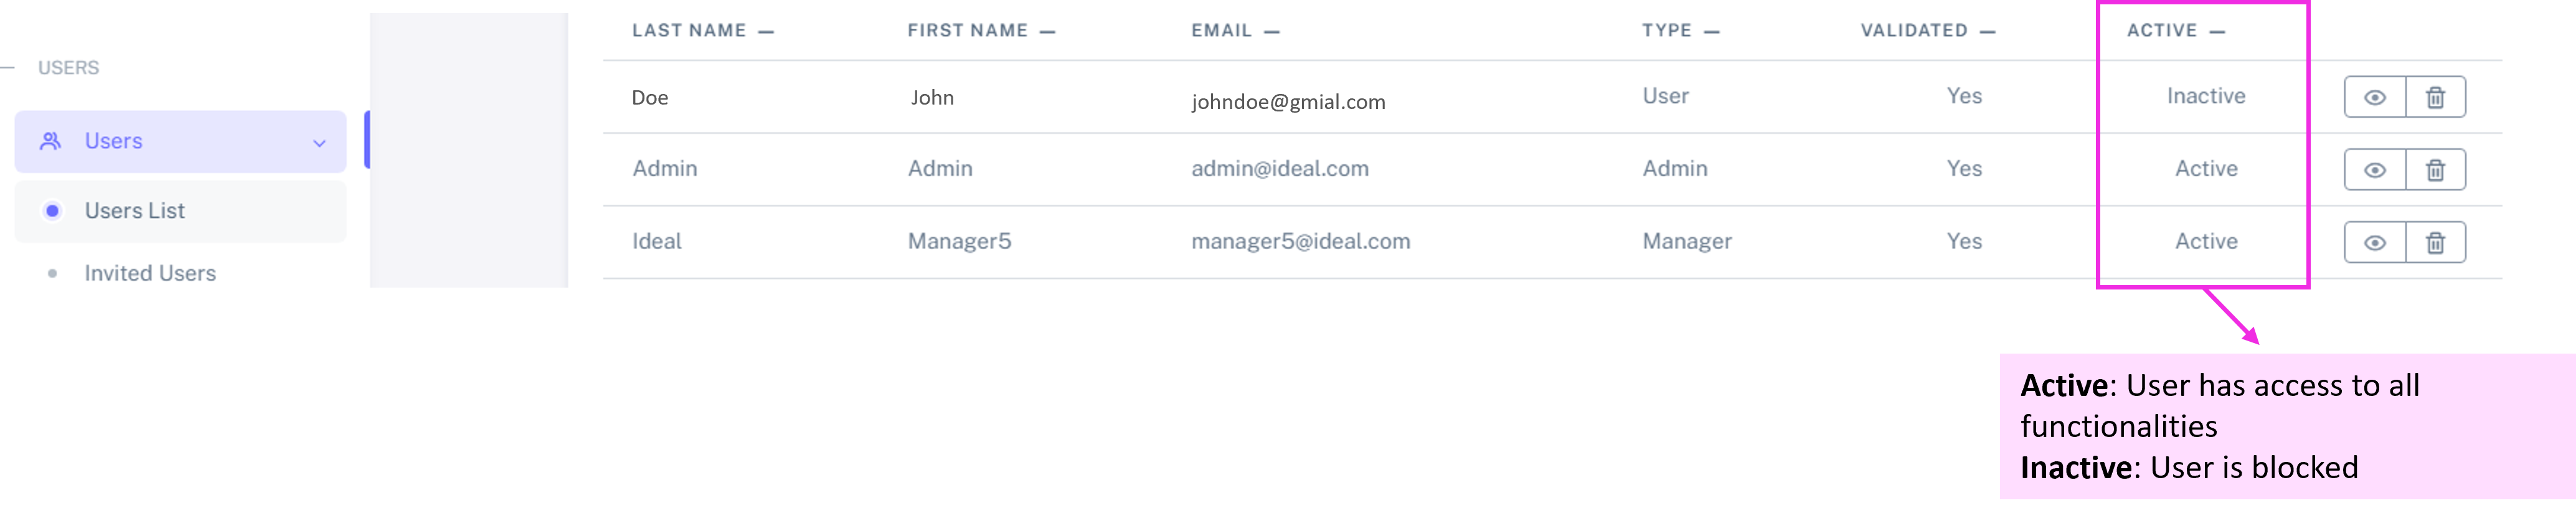 USERS
Users
Users List
Invited Users
LAST NAME — FIRST NAME — EMAIL — TYPE — VALIDATED — ACTIVE —
Doe John johndoe@gmial.com User Yes Inactive
Admin Admin admin@ideal.com Admin Yes Active
Ideal Manager5 manager5@ideal.com Manager Yes Active
Active: User has access to all
functionalities
Inactive: User is blocked